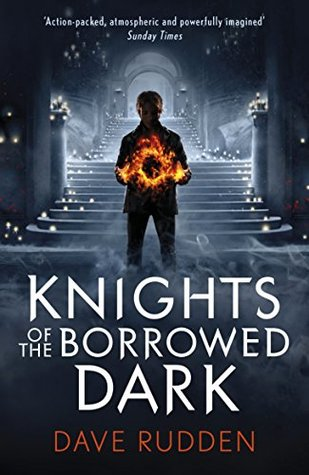 ‘Action-packed, atmospheric and powerfully imagined’
Sunday Times
KNIGHTS
OF THE BORROWED
DARK
DAVE RUDDEN